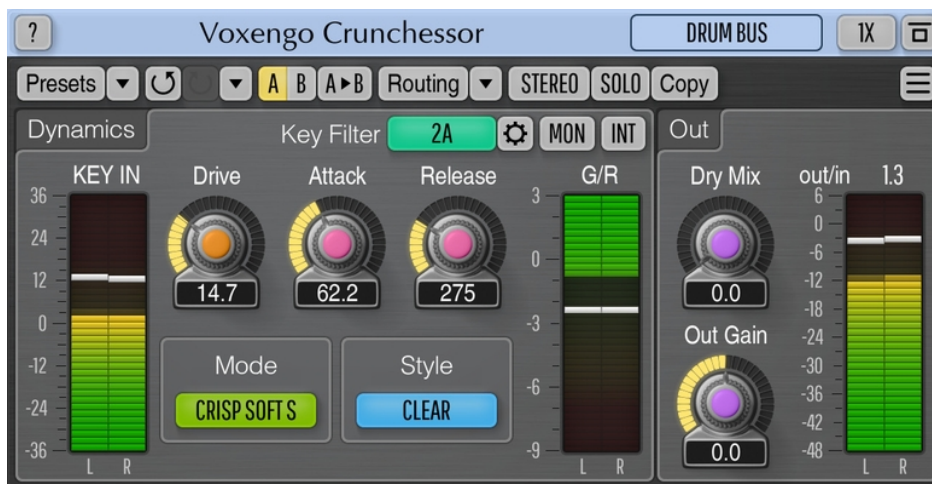 ? Voxengo Crunchessor DRUM BUS 1X
Presets A B A▸B Routing STEREO SOLO Copy
Dynamics Key Filter 2A MON INT Out
KEY IN Drive Attack Release G/R Dry Mix out/in 1.3
36 3 6
24 0
0 -6
12 -12
14.7 62.2 275 0.0
0 -3 -18
Out Gain -24
Mode Style
-12 -30
-6 -36
-24 CRISP SOFT S CLEAR
-42
-36 -9 0.0 -48
L R L R L R